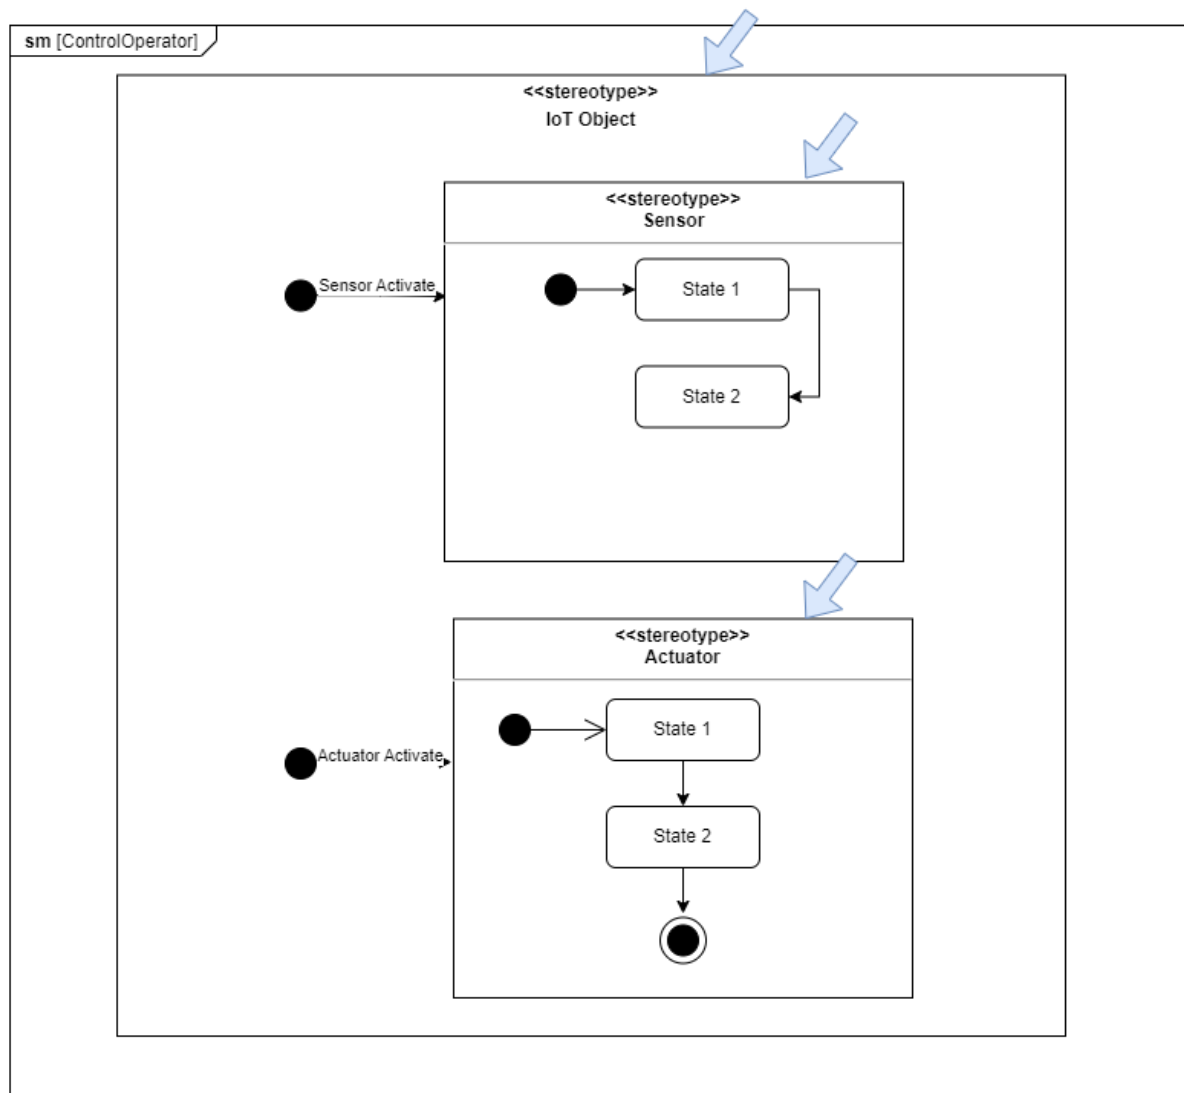 sm [ControlOperator]
<<stereotype>>
IoT Object
<<stereotype>>
Sensor
Sensor Activate
State 1
State 2
<<stereotype>>
Actuator
State 1
Actuator Activate
State 2